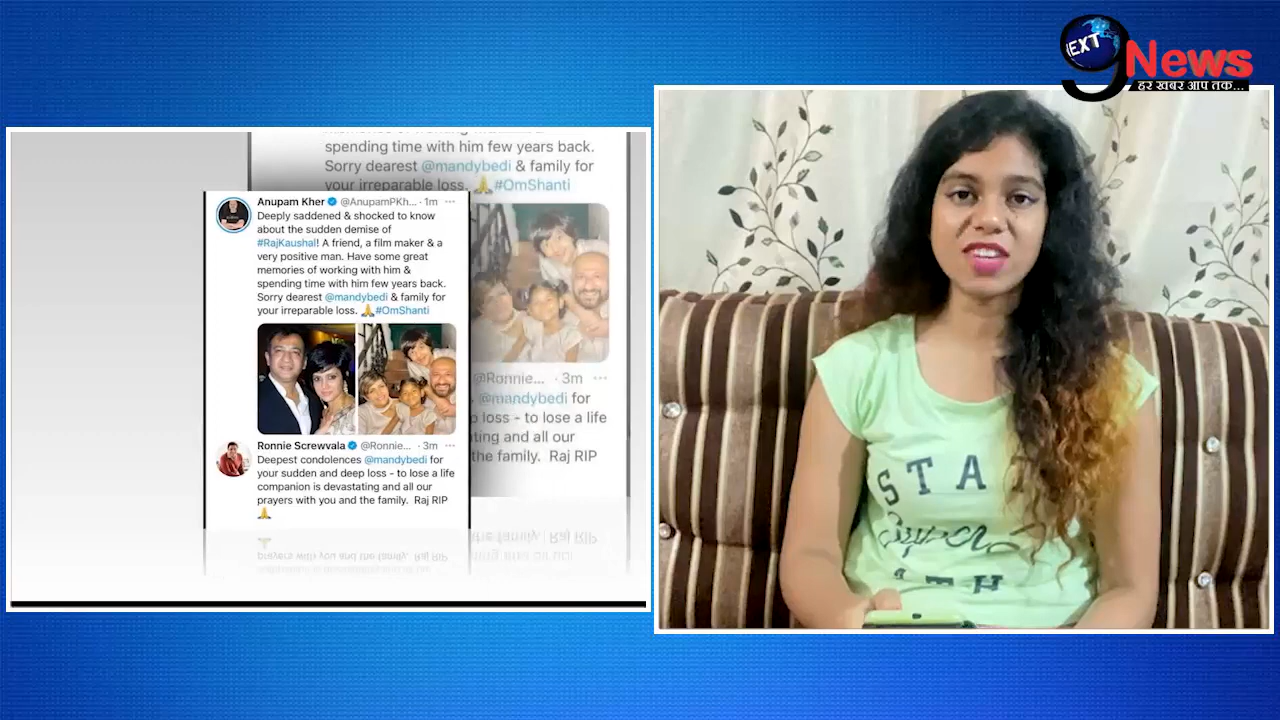 NEXT
9 News
हर खबर आप तक...
memories of working
spending time with him few years back.
Sorry dearest @mandybedi & family for
your irreparable loss. 🙏#OmShanti
Anupam Kher @AnupamPKh... · 1m ...
Deeply saddened & shocked to know
about the sudden demise of
#RajKaushal! A friend, a film maker & a
very positive man. Have some great
memories of working with him &
spending time with him few years back.
Sorry dearest @mandybedi & family for
your irreparable loss. 🙏#OmShanti
@Ronnie... · 3m ...
@mandybedi for
loss - to lose a life
ating and all our
the family. Raj RIP
Ronnie Screwvala @Ronnie... · 3m ...
Deepest condolences @mandybedi for
your sudden and deep loss - to lose a life
companion is devastating and all our
prayers with you and the family. Raj RIP
🙏
STA
TH